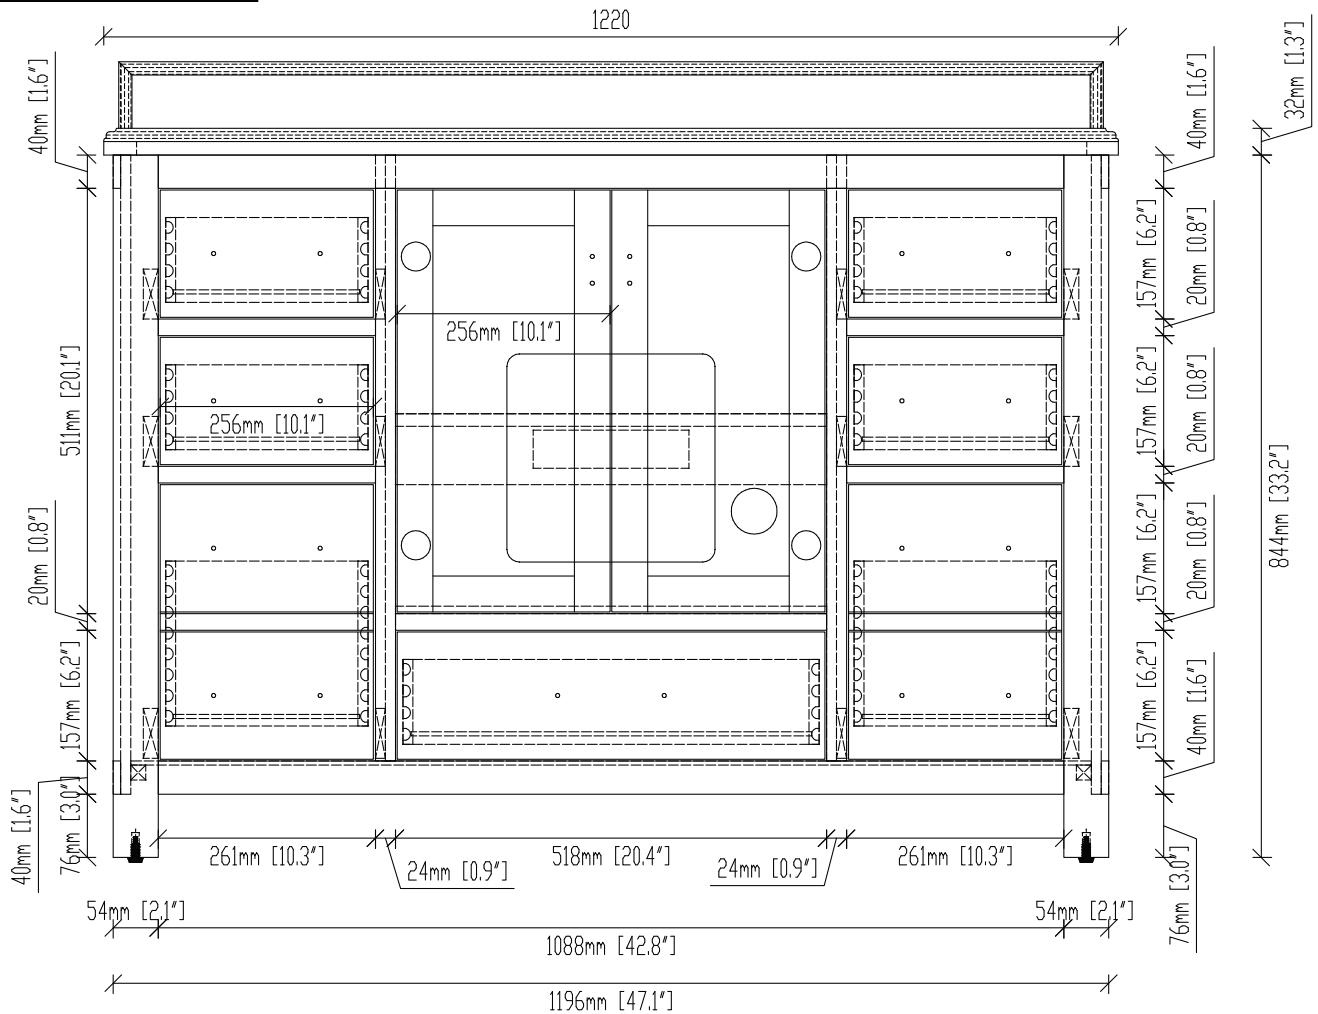 1220
40mm [1.6"]
40mm [1.6"]
32mm [1.3"]
157mm [6.2"]
20mm [0.8"]
256mm [10.1"]
511mm [20.1"]
256mm [10.1"]
157mm [6.2"]
20mm [0.8"]
844mm [33.2"]
20mm [0.8"]
157mm [6.2"]
20mm [0.8"]
157mm [6.2"]
157mm [6.2"]
40mm [1.6"]
40mm [1.6"]
76mm [3.0"]
261mm [10.3"]
24mm [0.9"]
518mm [20.4"]
24mm [0.9"]
261mm [10.3"]
76mm [3.0"]
54mm [2.1"]
54mm [2.1"]
1088mm [42.8"]
1196mm [47.1"]